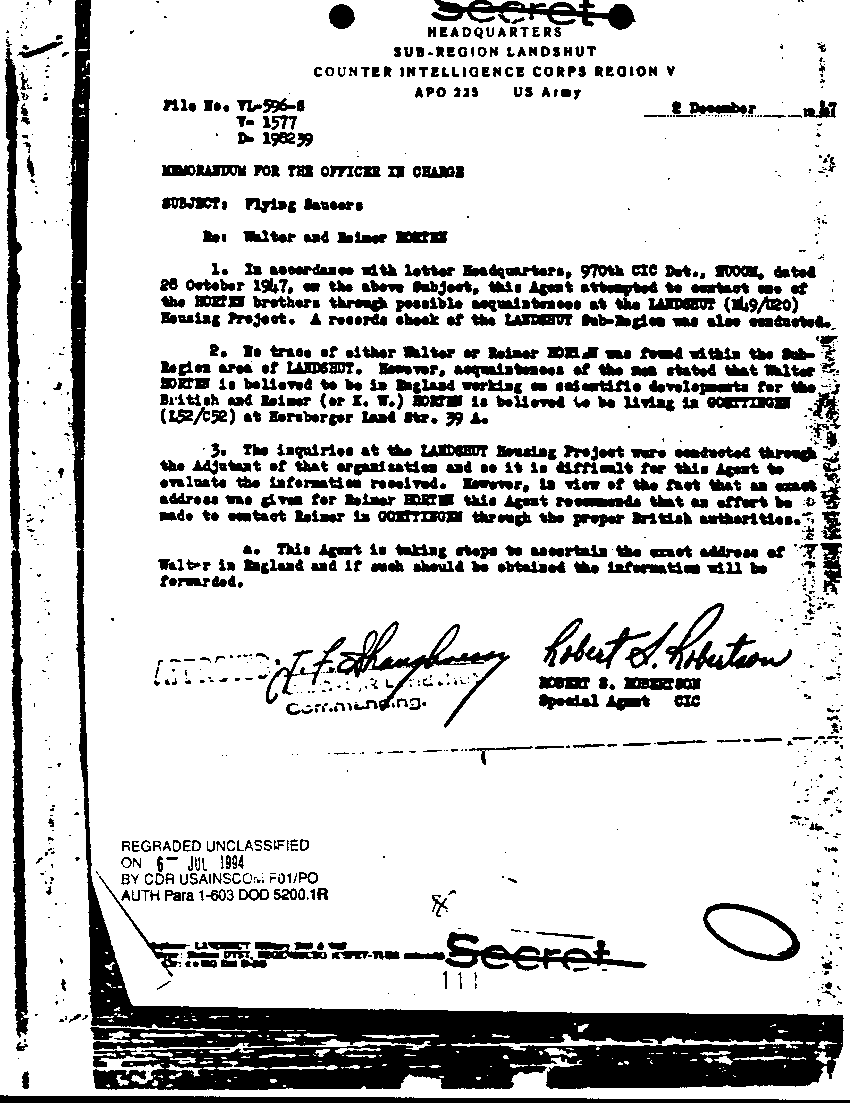 Secret
HEADQUARTERS
SUB-REGION LANDSHUT
COUNTER INTELLIGENCE CORPS REGION V
APO 225 US Army
File No. VL-596-8
V- 1577
D- 198239
2 December 1947
MEMORANDUM FOR THE OFFICER IN CHARGE
SUBJECT: Flying Saucers
Re: Walter and Reimer HORTEN
1. In accordance with letter Headquarters, 970th CIC Det., EUCOM, dated
28 October 1947, on the above Subject, this Agent attempted to contact one of
the HORTEN brothers through possible acquaintances at the LANDSHUT (M49/D20)
Housing Project. A records check of the LANDSHUT Sub-Region was also conducted.
2. No trace of either Walter or Reimer HORTEN was found within the Sub-
Region area of LANDSHUT. However, acquaintences of the men stated that Walter
HORTEN is believed to be in England working on scientific developments for the
British and Reimer (or K. W.) HORTEN is believed to be living in GOETTINGEN
(L52/C52) at Herzberger Land Str. 39 A.
3. The inquiries at the LANDSHUT Housing Project were conducted through
the Adjutant of that organization and so it is difficult for this Agent to
evaluate the information received. However, in view of the fact that an exact
address was given for Reimer HORTEN this Agent recommends that an effort be
made to contact Reimer in GOETTINGEN through the proper British authorities.
a. This Agent is taking steps to ascertain the exact address of
Walter in England and if such should be obtained the information will be
forwarded.
APPROVED: J. F. Shaughnessy Robert S. Robertson
Landshut ROBERT S. ROBERTSON
Commanding. Special Agent CIC
REGRADED UNCLASSIFIED
ON 6 JUL 1994
BY CDR USAINSCOM F01/PO
AUTH Para 1-603 DOD 5200.1R
Secret
111